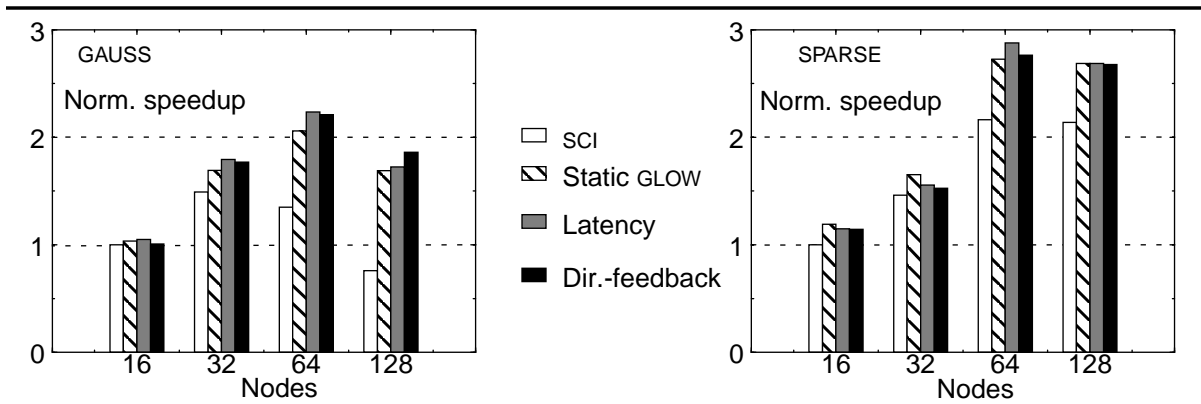 GAUSS
Norm. speedup
3
2
1
0
16 32 64 128
Nodes
SCI
Static GLOW
Latency
Dir.-feedback
SPARSE
Norm. speedup
3
2
1
0
16 32 64 128
Nodes